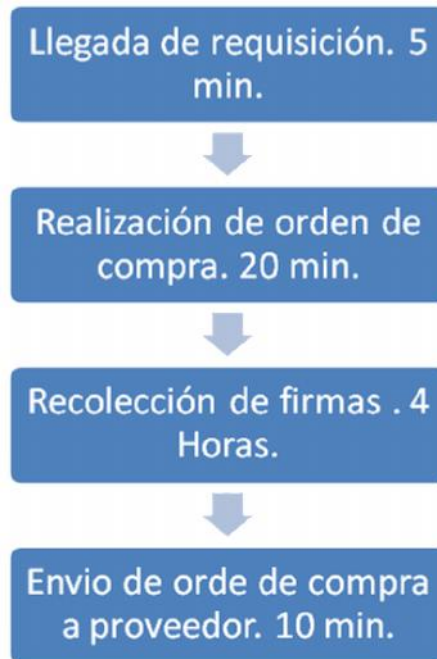 Llegada de requisición. 5
min.
Realización de orden de
compra. 20 min.
Recolección de firmas . 4
Horas.
Envio de orde de compra
a proveedor. 10 min.